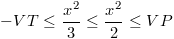 -VT ≤ x²/3 ≤ x²/2 ≤ VP